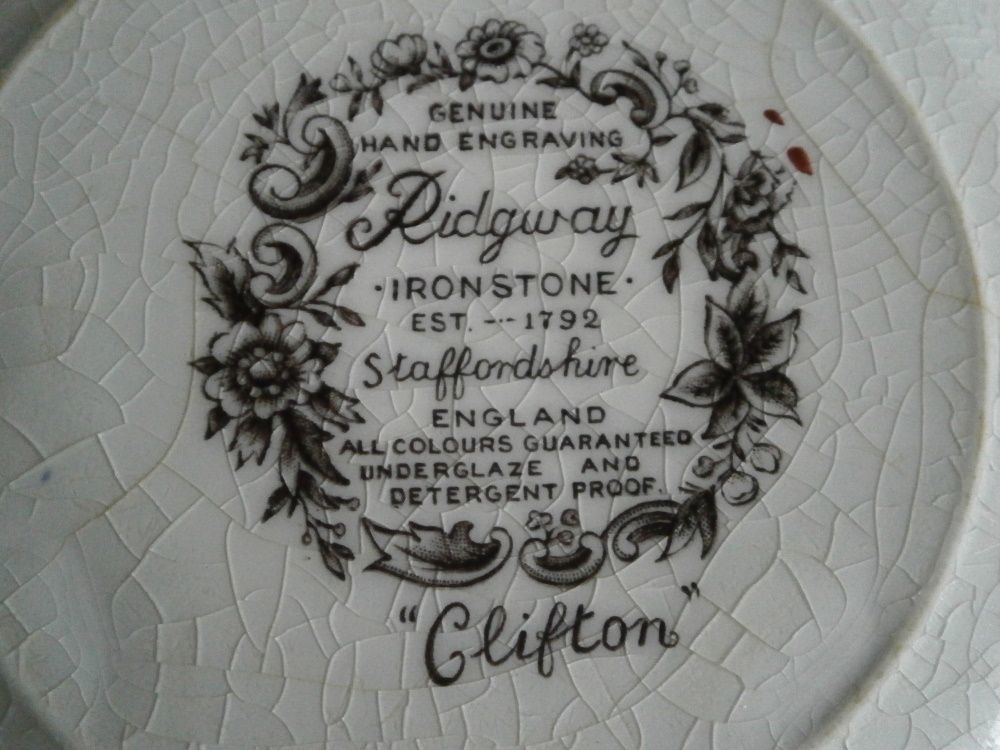 GENUINE
HAND ENGRAVING
Ridgway
·IRONSTONE·
EST. --- 1792
Staffordshire
ENGLAND
ALL COLOURS GUARANTEED
UNDERGLAZE AND
DETERGENT PROOF.
"Clifton"